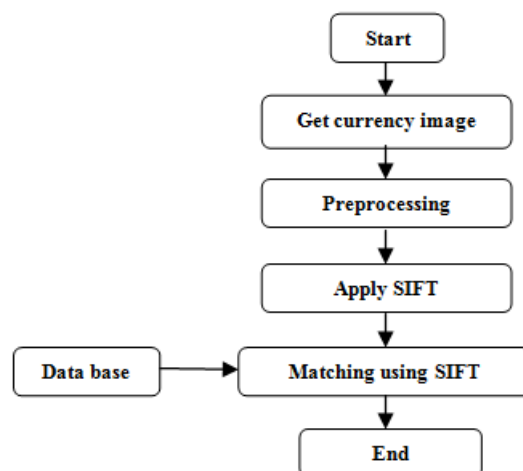 Start
Get currency image
Preprocessing
Apply SIFT
Data base
Matching using SIFT
End